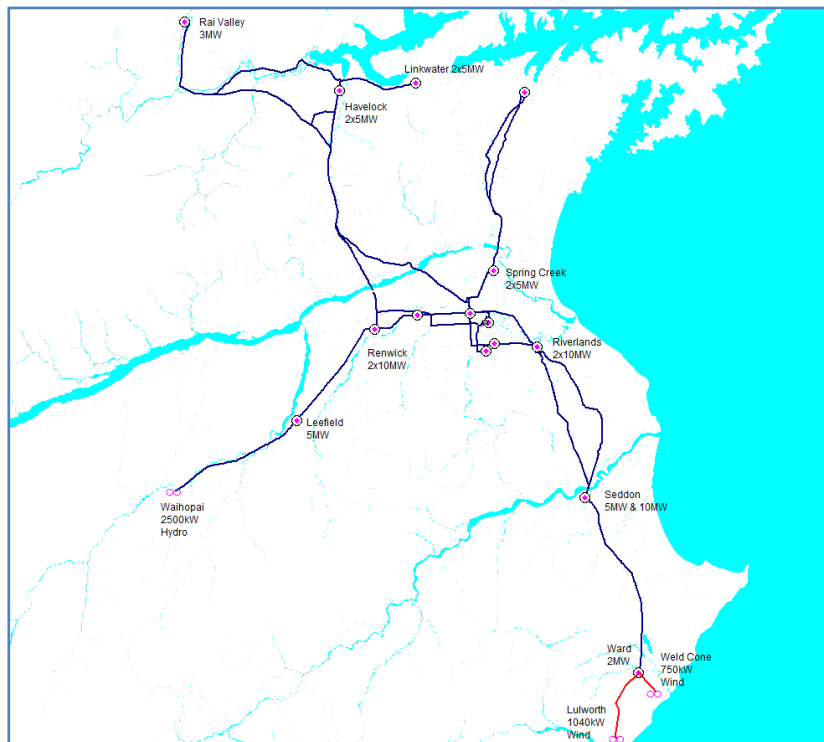 Rai Valley
3MW
Linkwater 2x5MW
Havelock
2x5MW
Spring Creek
2x5MW
Renwick
2x10MW
Riverlands
2x10MW
Leefield
5MW
Waihopai
2500kW
Hydro
Seddon
5MW & 10MW
Ward
2MW
Weld Cone
750kW
Wind
Lulworth
1040kW
Wind